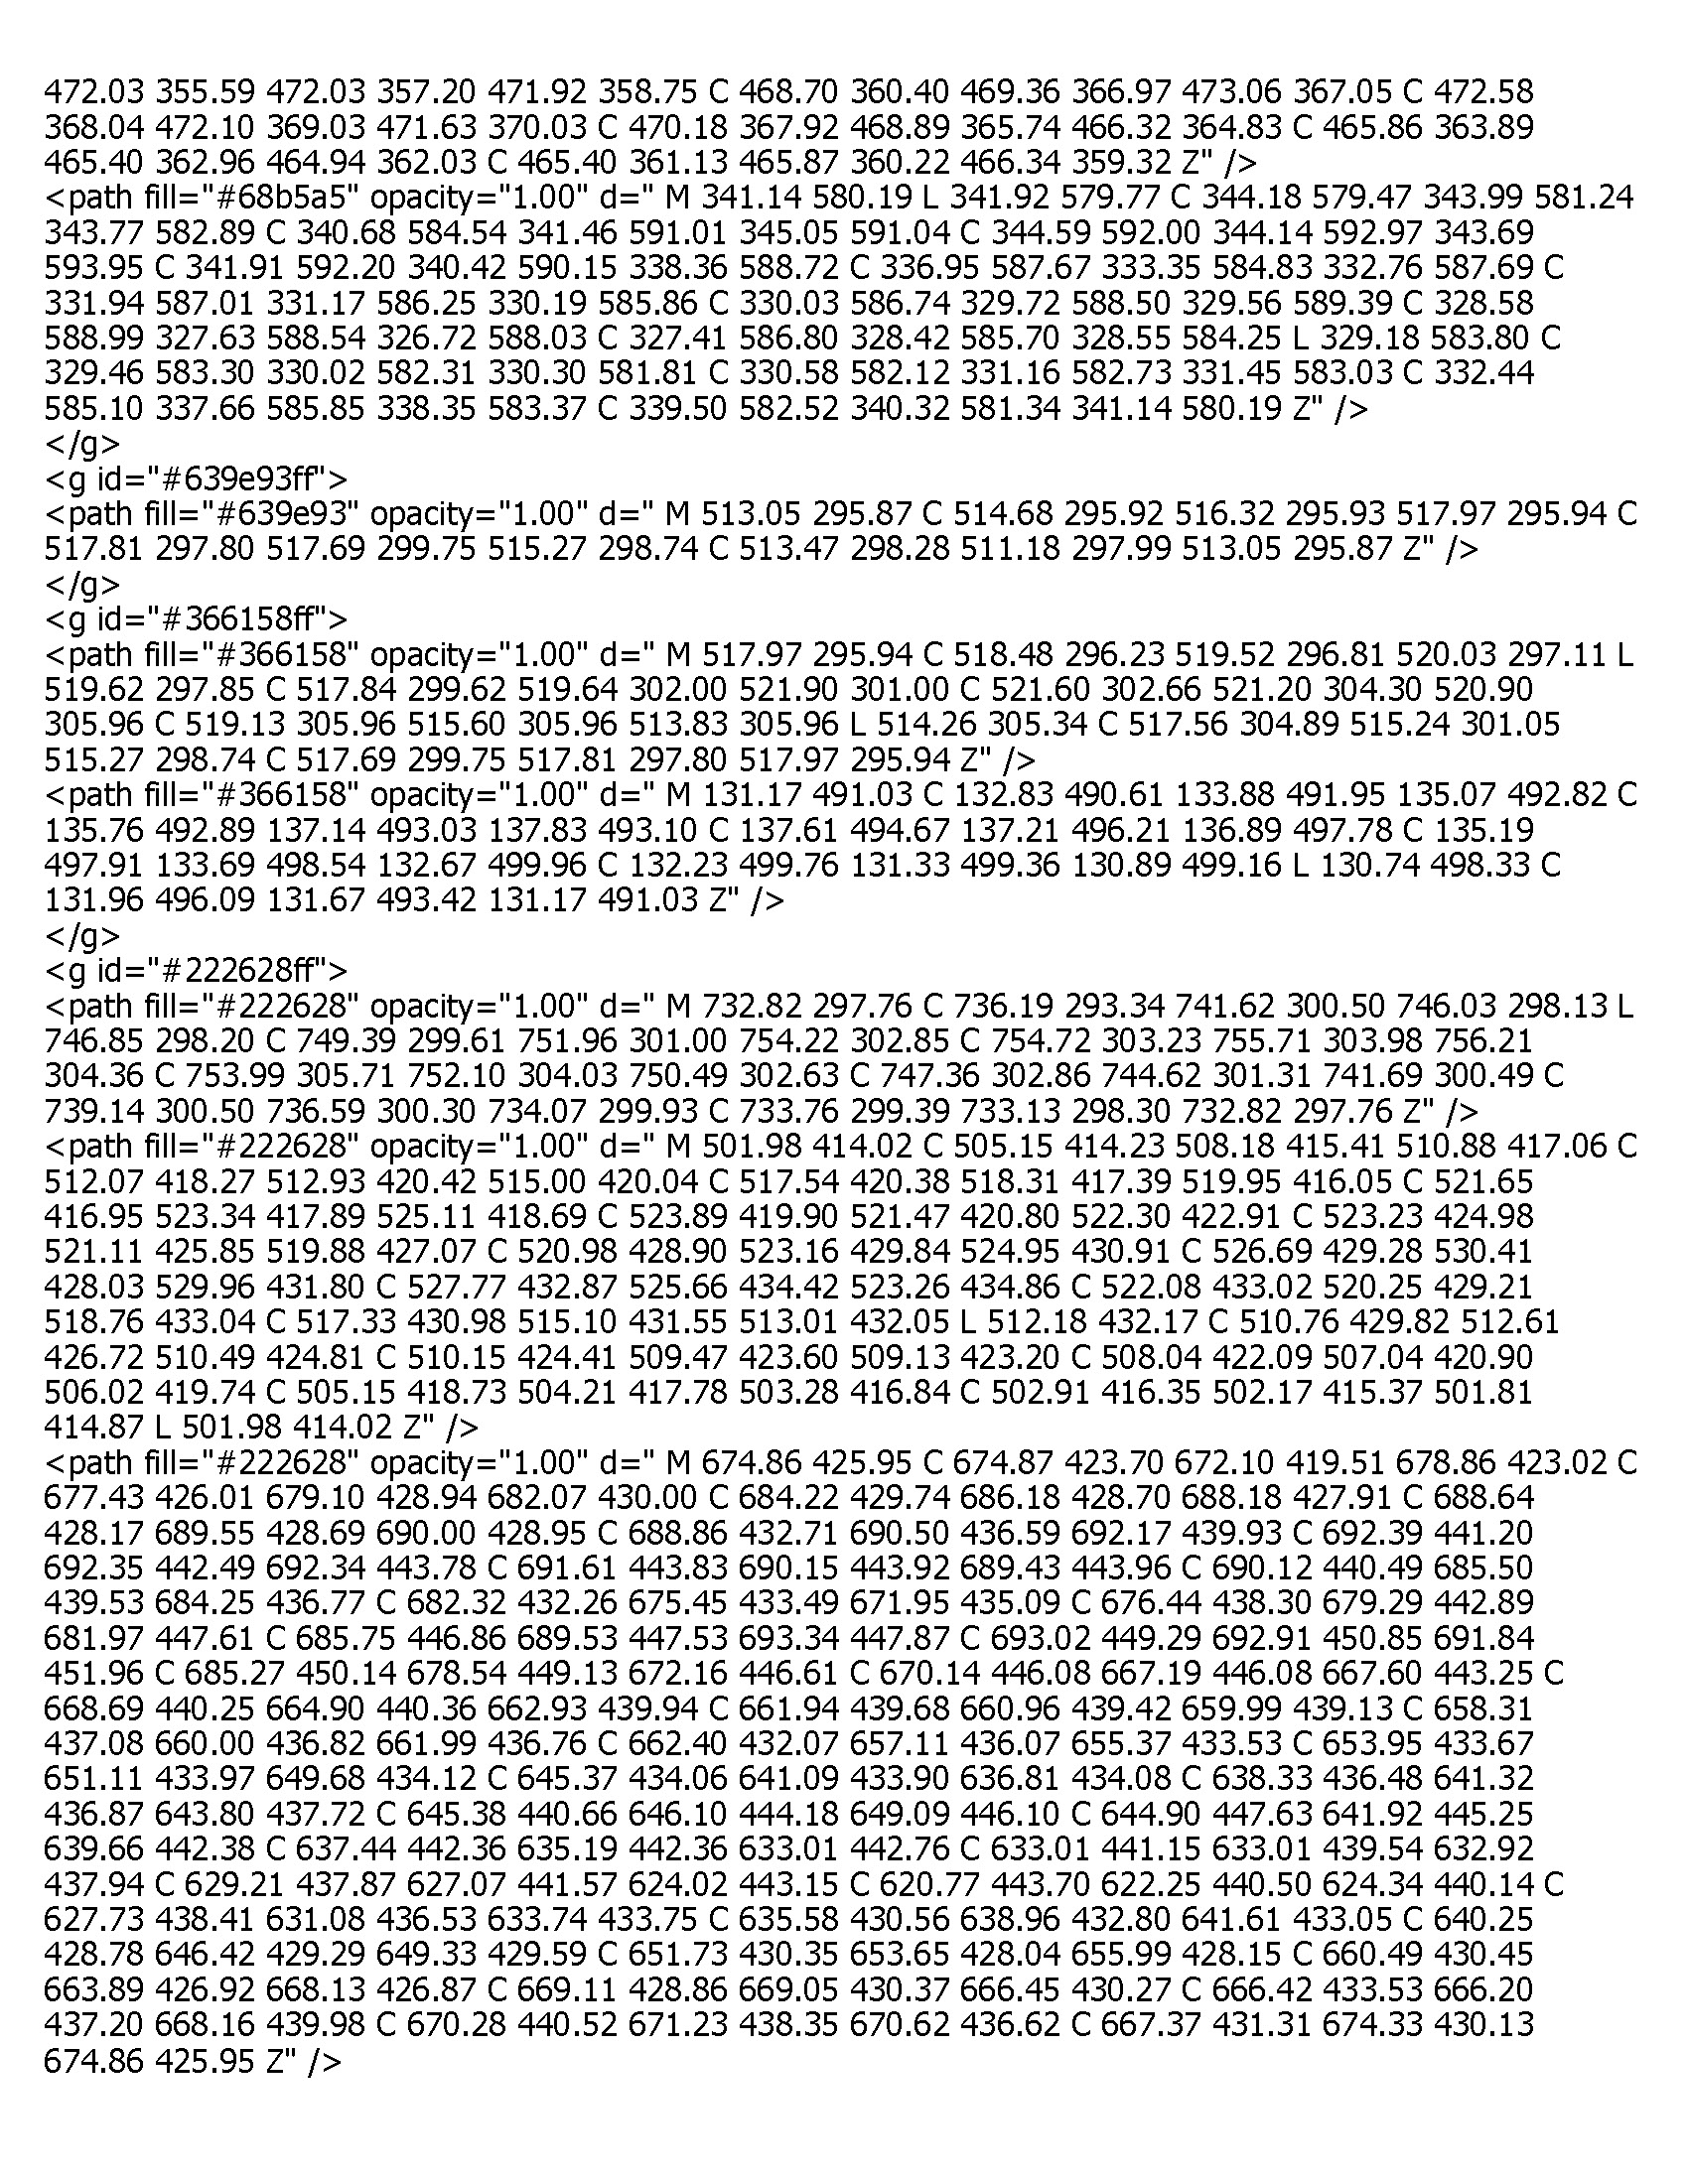 472.03 355.59 472.03 357.20 471.92 358.75 C 468.70 360.40 469.36 366.97 473.06 367.05 C 472.58
368.04 472.10 369.03 471.63 370.03 C 470.18 367.92 468.89 365.74 466.32 364.83 C 465.86 363.89
465.40 362.96 464.94 362.03 C 465.40 361.13 465.87 360.22 466.34 359.32 Z" />
<path fill="#68b5a5" opacity="1.00" d=" M 341.14 580.19 L 341.92 579.77 C 344.18 579.47 343.99 581.24
343.77 582.89 C 340.68 584.54 341.46 591.01 345.05 591.04 C 344.59 592.00 344.14 592.97 343.69
593.95 C 341.91 592.20 340.42 590.15 338.36 588.72 C 336.95 587.67 333.35 584.83 332.76 587.69 C
331.94 587.01 331.17 586.25 330.19 585.86 C 330.03 586.74 329.72 588.50 329.56 589.39 C 328.58
588.99 327.63 588.54 326.72 588.03 C 327.41 586.80 328.42 585.70 328.55 584.25 L 329.18 583.80 C
329.46 583.30 330.02 582.31 330.30 581.81 C 330.58 582.12 331.16 582.73 331.45 583.03 C 332.44
585.10 337.66 585.85 338.35 583.37 C 339.50 582.52 340.32 581.34 341.14 580.19 Z" />
</g>
<g id="#639e93ff">
<path fill="#639e93" opacity="1.00" d=" M 513.05 295.87 C 514.68 295.92 516.32 295.93 517.97 295.94 C
517.81 297.80 517.69 299.75 515.27 298.74 C 513.47 298.28 511.18 297.99 513.05 295.87 Z" />
</g>
<g id="#366158ff">
<path fill="#366158" opacity="1.00" d=" M 517.97 295.94 C 518.48 296.23 519.52 296.81 520.03 297.11 L
519.62 297.85 C 517.84 299.62 519.64 302.00 521.90 301.00 C 521.60 302.66 521.20 304.30 520.90
305.96 C 519.13 305.96 515.60 305.96 513.83 305.96 L 514.26 305.34 C 517.56 304.89 515.24 301.05
515.27 298.74 C 517.69 299.75 517.81 297.80 517.97 295.94 Z" />
<path fill="#366158" opacity="1.00" d=" M 131.17 491.03 C 132.83 490.61 133.88 491.95 135.07 492.82 C
135.76 492.89 137.14 493.03 137.83 493.10 C 137.61 494.67 137.21 496.21 136.89 497.78 C 135.19
497.91 133.69 498.54 132.67 499.96 C 132.23 499.76 131.33 499.36 130.89 499.16 L 130.74 498.33 C
131.96 496.09 131.67 493.42 131.17 491.03 Z" />
</g>
<g id="#222628ff">
<path fill="#222628" opacity="1.00" d=" M 732.82 297.76 C 736.19 293.34 741.62 300.50 746.03 298.13 L
746.85 298.20 C 749.39 299.61 751.96 301.00 754.22 302.85 C 754.72 303.23 755.71 303.98 756.21
304.36 C 753.99 305.71 752.10 304.03 750.49 302.63 C 747.36 302.86 744.62 301.31 741.69 300.49 C
739.14 300.50 736.59 300.30 734.07 299.93 C 733.76 299.39 733.13 298.30 732.82 297.76 Z" />
<path fill="#222628" opacity="1.00" d=" M 501.98 414.02 C 505.15 414.23 508.18 415.41 510.88 417.06 C
512.07 418.27 512.93 420.42 515.00 420.04 C 517.54 420.38 518.31 417.39 519.95 416.05 C 521.65
416.95 523.34 417.89 525.11 418.69 C 523.89 419.90 521.47 420.80 522.30 422.91 C 523.23 424.98
521.11 425.85 519.88 427.07 C 520.98 428.90 523.16 429.84 524.95 430.91 C 526.69 429.28 530.41
428.03 529.96 431.80 C 527.77 432.87 525.66 434.42 523.26 434.86 C 522.08 433.02 520.25 429.21
518.76 433.04 C 517.33 430.98 515.10 431.55 513.01 432.05 L 512.18 432.17 C 510.76 429.82 512.61
426.72 510.49 424.81 C 510.15 424.41 509.47 423.60 509.13 423.20 C 508.04 422.09 507.04 420.90
506.02 419.74 C 505.15 418.73 504.21 417.78 503.28 416.84 C 502.91 416.35 502.17 415.37 501.81
414.87 L 501.98 414.02 Z" />
<path fill="#222628" opacity="1.00" d=" M 674.86 425.95 C 674.87 423.70 672.10 419.51 678.86 423.02 C
677.43 426.01 679.10 428.94 682.07 430.00 C 684.22 429.74 686.18 428.70 688.18 427.91 C 688.64
428.17 689.55 428.69 690.00 428.95 C 688.86 432.71 690.50 436.59 692.17 439.93 C 692.39 441.20
692.35 442.49 692.34 443.78 C 691.61 443.83 690.15 443.92 689.43 443.96 C 690.12 440.49 685.50
439.53 684.25 436.77 C 682.32 432.26 675.45 433.49 671.95 435.09 C 676.44 438.30 679.29 442.89
681.97 447.61 C 685.75 446.86 689.53 447.53 693.34 447.87 C 693.02 449.29 692.91 450.85 691.84
451.96 C 685.27 450.14 678.54 449.13 672.16 446.61 C 670.14 446.08 667.19 446.08 667.60 443.25 C
668.69 440.25 664.90 440.36 662.93 439.94 C 661.94 439.68 660.96 439.42 659.99 439.13 C 658.31
437.08 660.00 436.82 661.99 436.76 C 662.40 432.07 657.11 436.07 655.37 433.53 C 653.95 433.67
651.11 433.97 649.68 434.12 C 645.37 434.06 641.09 433.90 636.81 434.08 C 638.33 436.48 641.32
436.87 643.80 437.72 C 645.38 440.66 646.10 444.18 649.09 446.10 C 644.90 447.63 641.92 445.25
639.66 442.38 C 637.44 442.36 635.19 442.36 633.01 442.76 C 633.01 441.15 633.01 439.54 632.92
437.94 C 629.21 437.87 627.07 441.57 624.02 443.15 C 620.77 443.70 622.25 440.50 624.34 440.14 C
627.73 438.41 631.08 436.53 633.74 433.75 C 635.58 430.56 638.96 432.80 641.61 433.05 C 640.25
428.78 646.42 429.29 649.33 429.59 C 651.73 430.35 653.65 428.04 655.99 428.15 C 660.49 430.45
663.89 426.92 668.13 426.87 C 669.11 428.86 669.05 430.37 666.45 430.27 C 666.42 433.53 666.20
437.20 668.16 439.98 C 670.28 440.52 671.23 438.35 670.62 436.62 C 667.37 431.31 674.33 430.13
674.86 425.95 Z" />